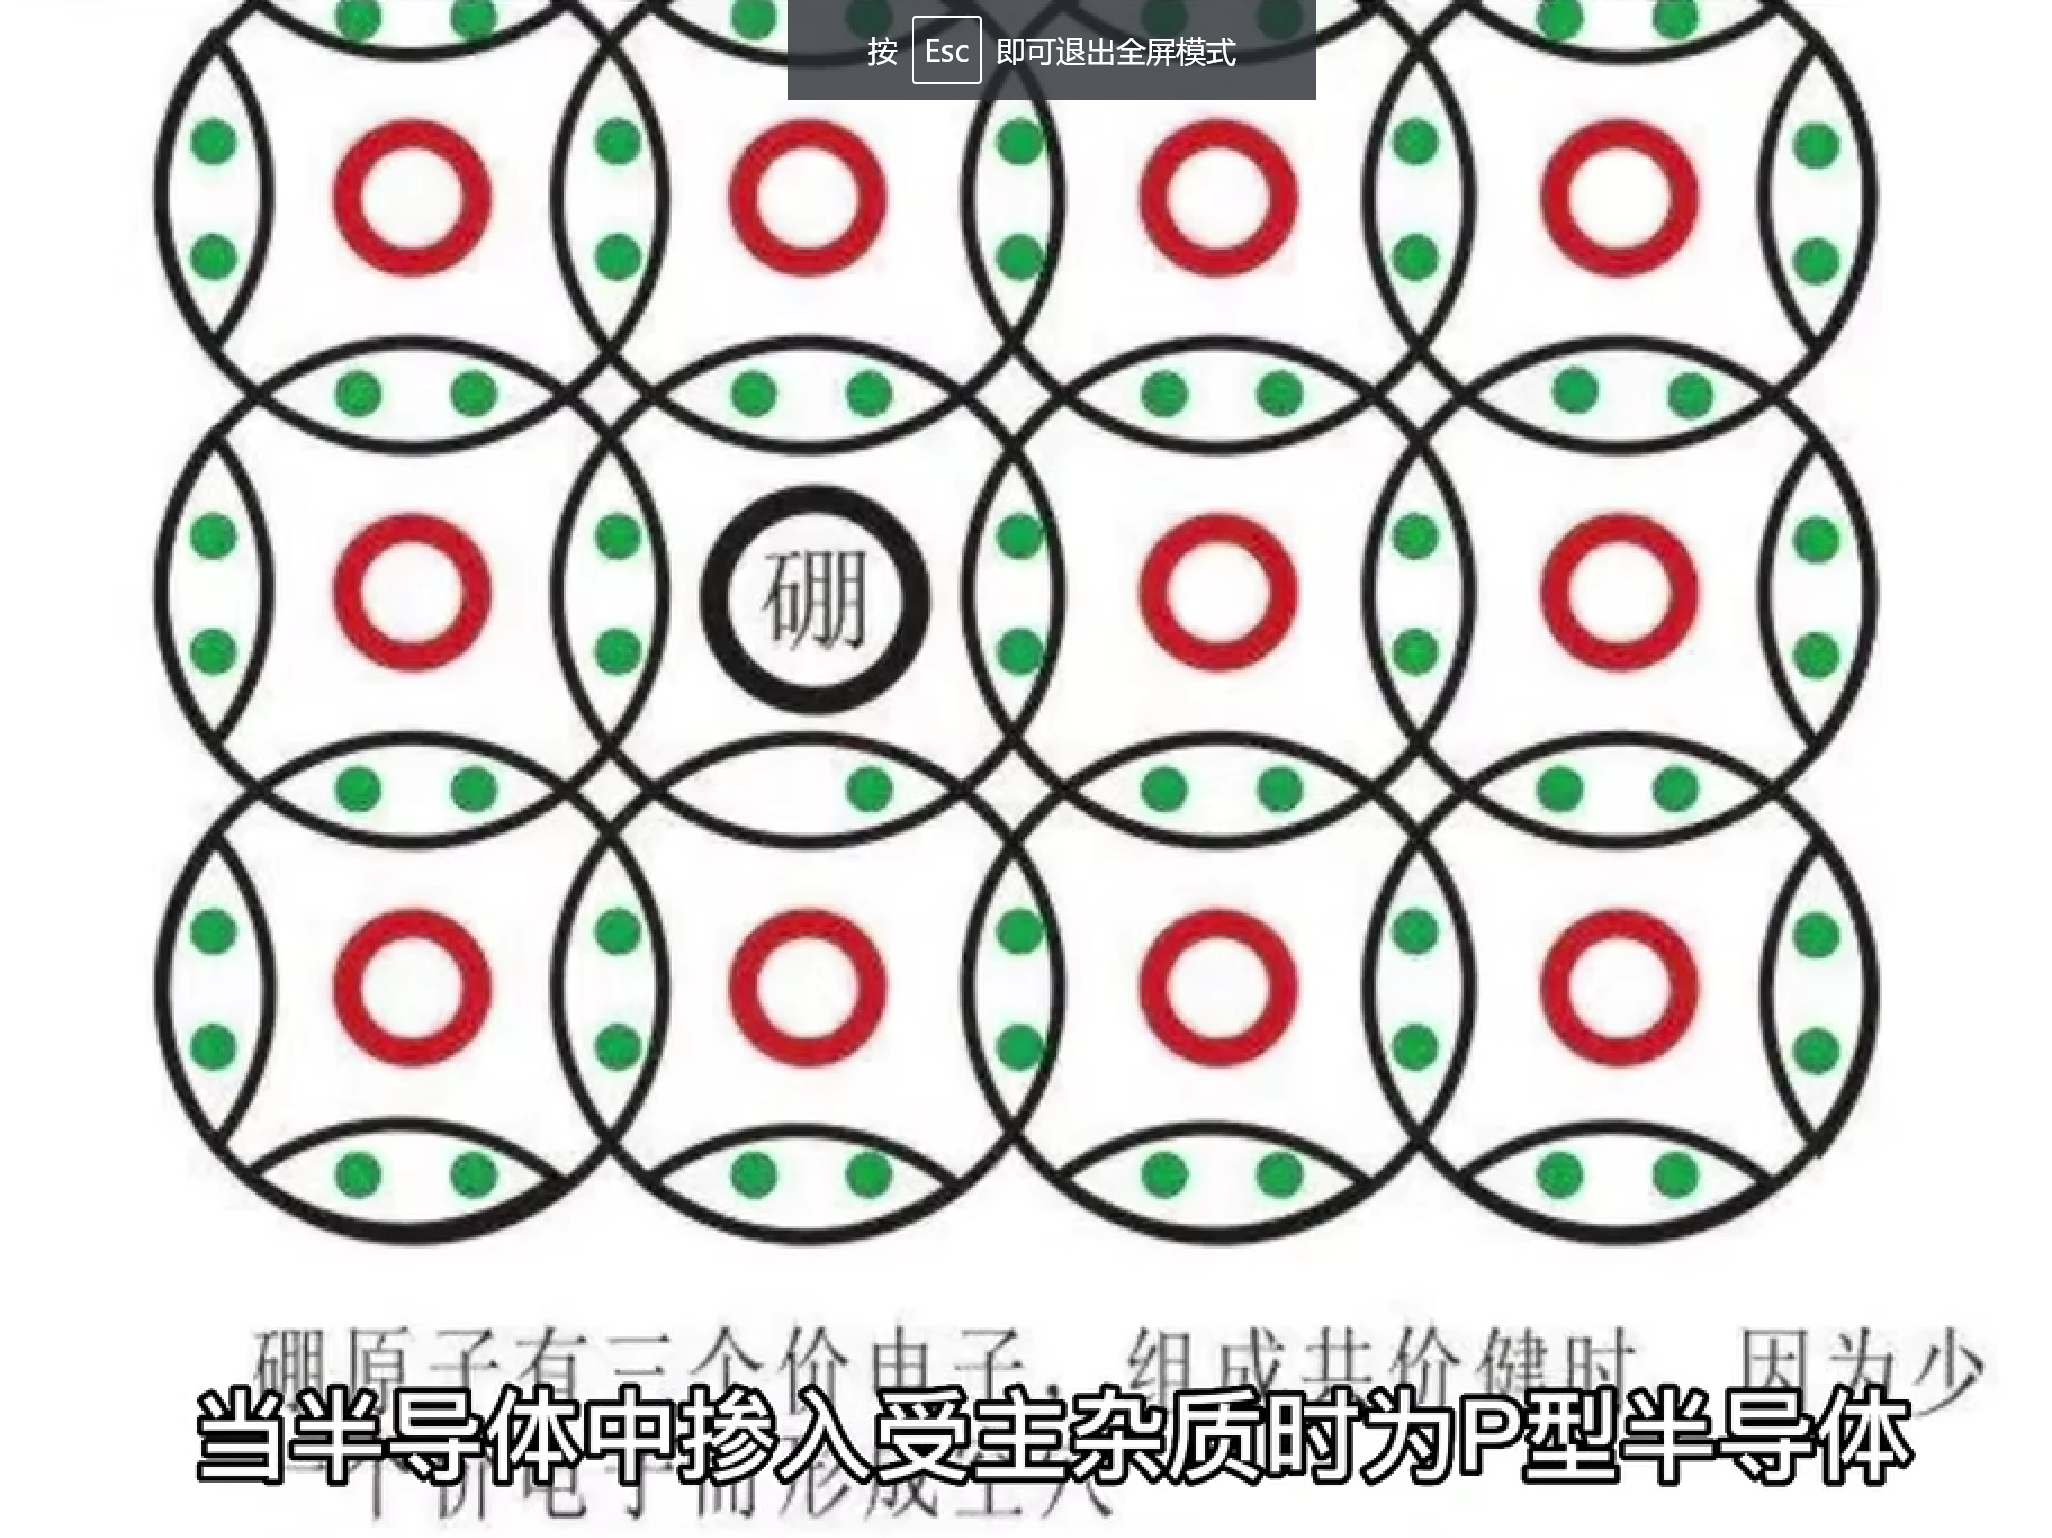 按 Esc 即可退出全屏模式
硼
硼原子有三个价电子，组成共价健时，因为少
当半导体中掺入受主杂质时为P型半导体
一个价电子而形成空穴